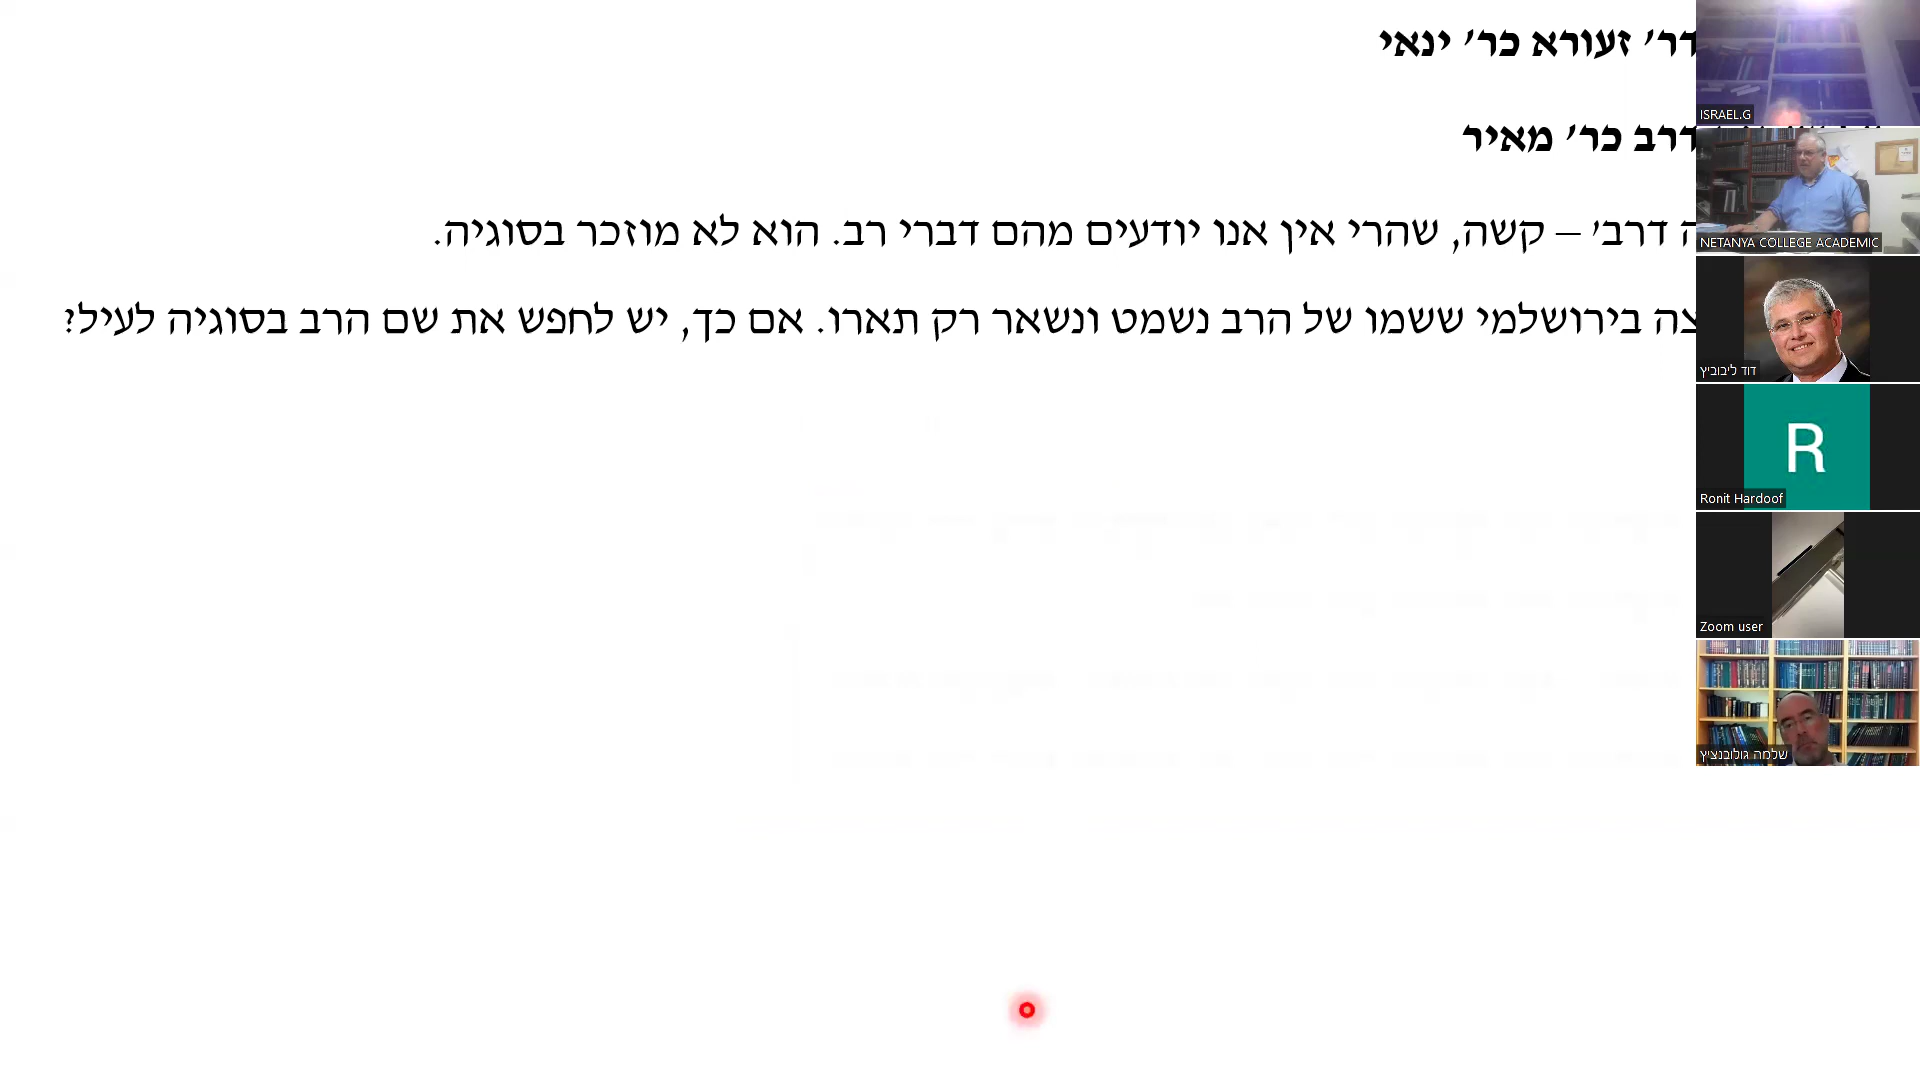 דר׳ זעורא כר׳ ינאי
דרב כר׳ מאיר
דרב׳ – קשה, שהרי אין אנו יודעים מהם דברי רב. הוא לא מוזכר בסוגיה.
בירושלמי ששמו של הרב נשמט ונשאר רק תארו. אם כך, יש לחפש את שם הרב בסוגיה לעיל?
ISRAEL.G
NETANYA COLLEGE ACADEMIC
דוד ליבוביץ
R
Ronit Hardoof
Zoom user
שלמה גולובנציץ